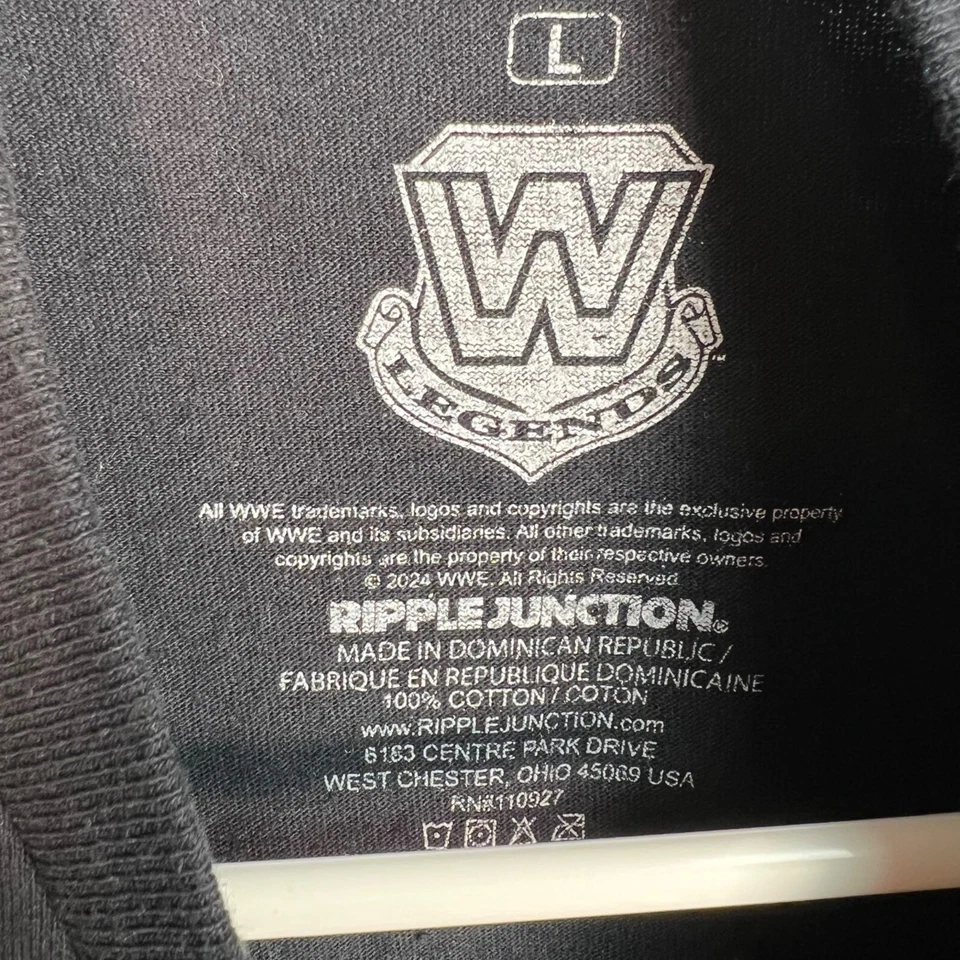 L
W
LEGENDS™
All WWE trademarks, logos and copyrights are the exclusive property
of WWE and its subsidiaries. All other trademarks, logos and
copyrights are the property of their respective owners.
© 2024 WWE. All Rights Reserved.
RIPPLE JUNCTION®
MADE IN DOMINICAN REPUBLIC /
FABRIQUE EN REPUBLIQUE DOMINICAINE
100% COTTON / COTON
www.RIPPLEJUNCTION.com
6183 CENTRE PARK DRIVE
WEST CHESTER, OHIO 45069 USA
RN#110927